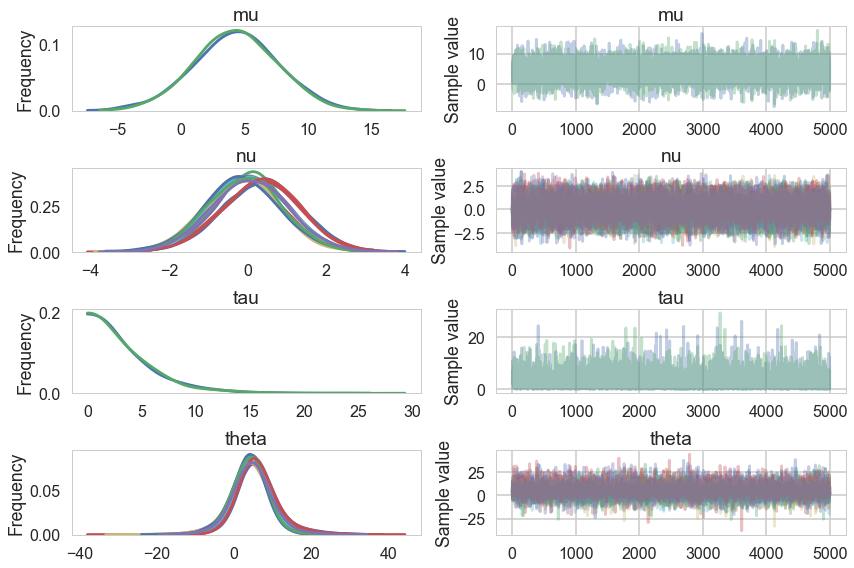 mu
Frequency
0.1
0.0
−5 0 5 10 15
mu
Sample value
10
0
0 1000 2000 3000 4000 5000
nu
Frequency
0.25
0.00
−4 −2 0 2 4
nu
Sample value
2.5
0.0
−2.5
0 1000 2000 3000 4000 5000
tau
Frequency
0.2
0.0
0 5 10 15 20 25 30
tau
Sample value
20
0
0 1000 2000 3000 4000 5000
theta
Frequency
0.05
0.00
−40 −20 0 20 40
theta
Sample value
25
0
−25
0 1000 2000 3000 4000 5000